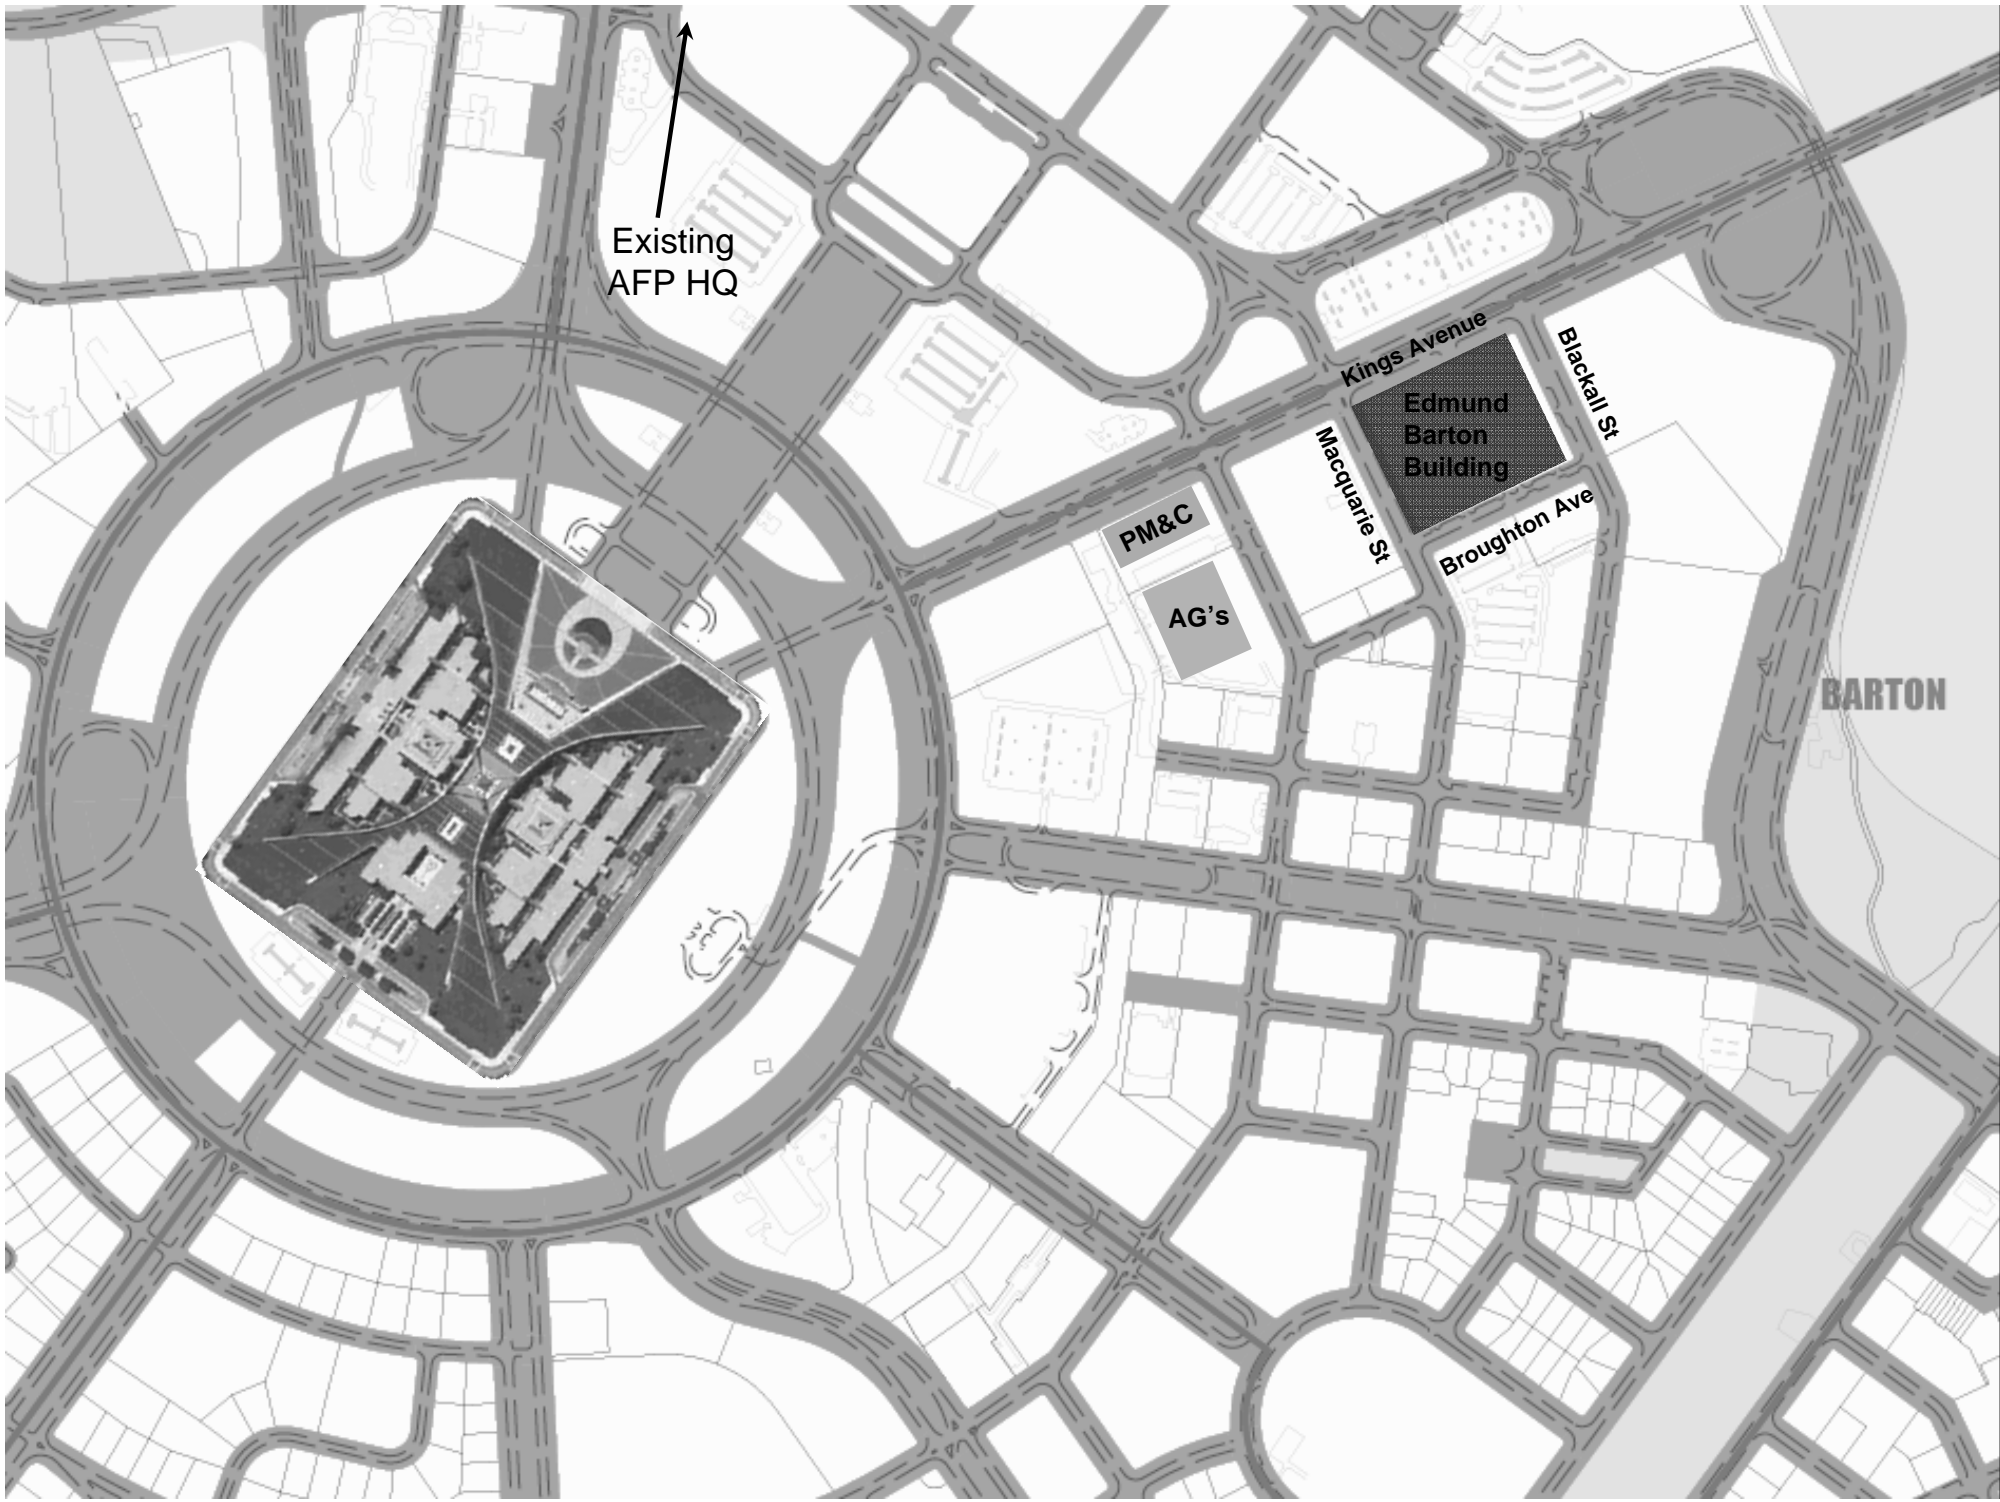 Existing
AFP HQ
Kings Avenue
Blackall St
Edmund
Barton
Building
Macquarie St
Broughton Ave
PM&C
AG’s
BARTON